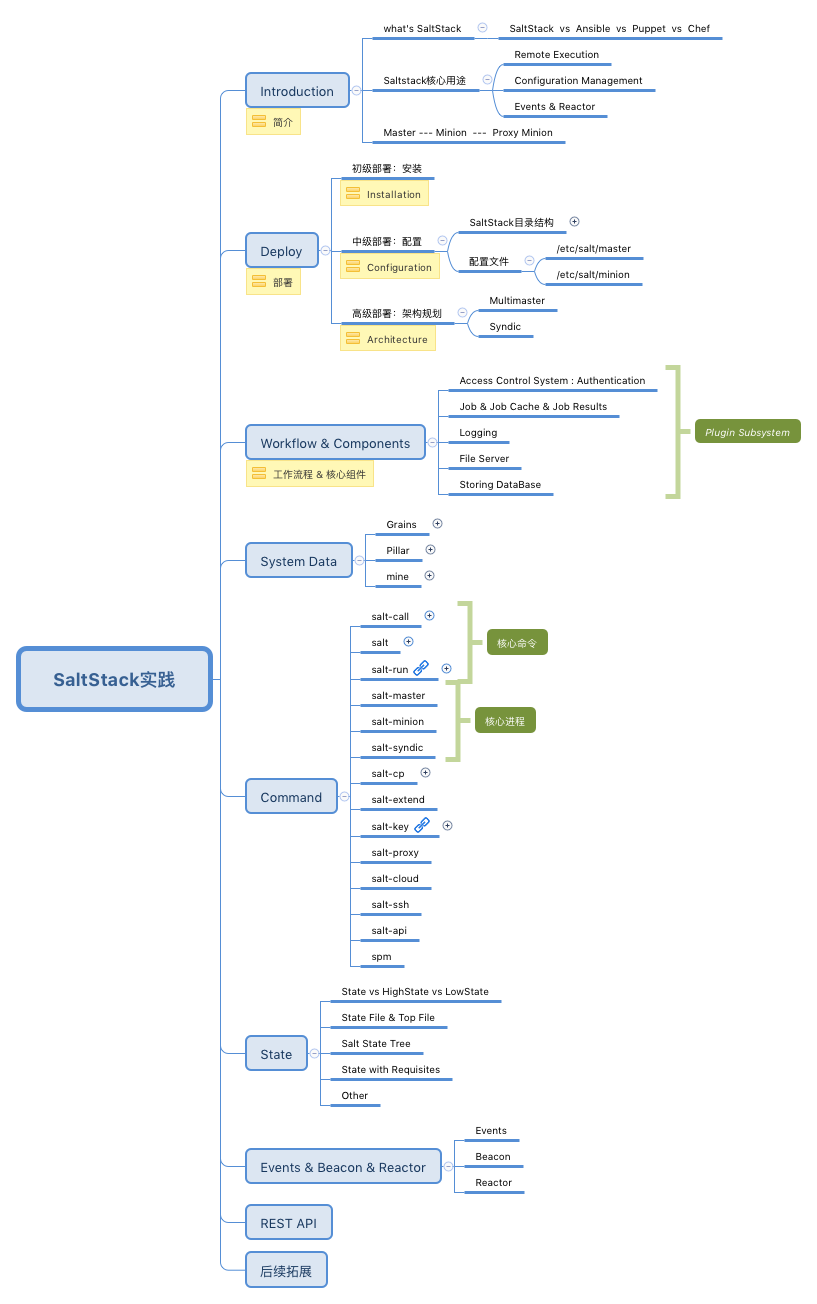 SaltStack实践
Introduction
简介
what's SaltStack
SaltStack vs Ansible vs Puppet vs Chef
Saltstack核心用途
Remote Execution
Configuration Management
Events & Reactor
Master --- Minion --- Proxy Minion
Deploy
部署
初级部署：安装
Installation
中级部署：配置
Configuration
SaltStack目录结构
配置文件
/etc/salt/master
/etc/salt/minion
高级部署：架构规划
Architecture
Multimaster
Syndic
Workflow & Components
工作流程 & 核心组件
Access Control System : Authentication
Job & Job Cache & Job Results
Logging
File Server
Storing DataBase
Plugin Subsystem
System Data
Grains
Pillar
mine
Command
salt-call
salt
salt-run
核心命令
salt-master
salt-minion
salt-syndic
核心进程
salt-cp
salt-extend
salt-key
salt-proxy
salt-cloud
salt-ssh
salt-api
spm
State
State vs HighState vs LowState
State File & Top File
Salt State Tree
State with Requisites
Other
Events & Beacon & Reactor
Events
Beacon
Reactor
REST API
后续拓展